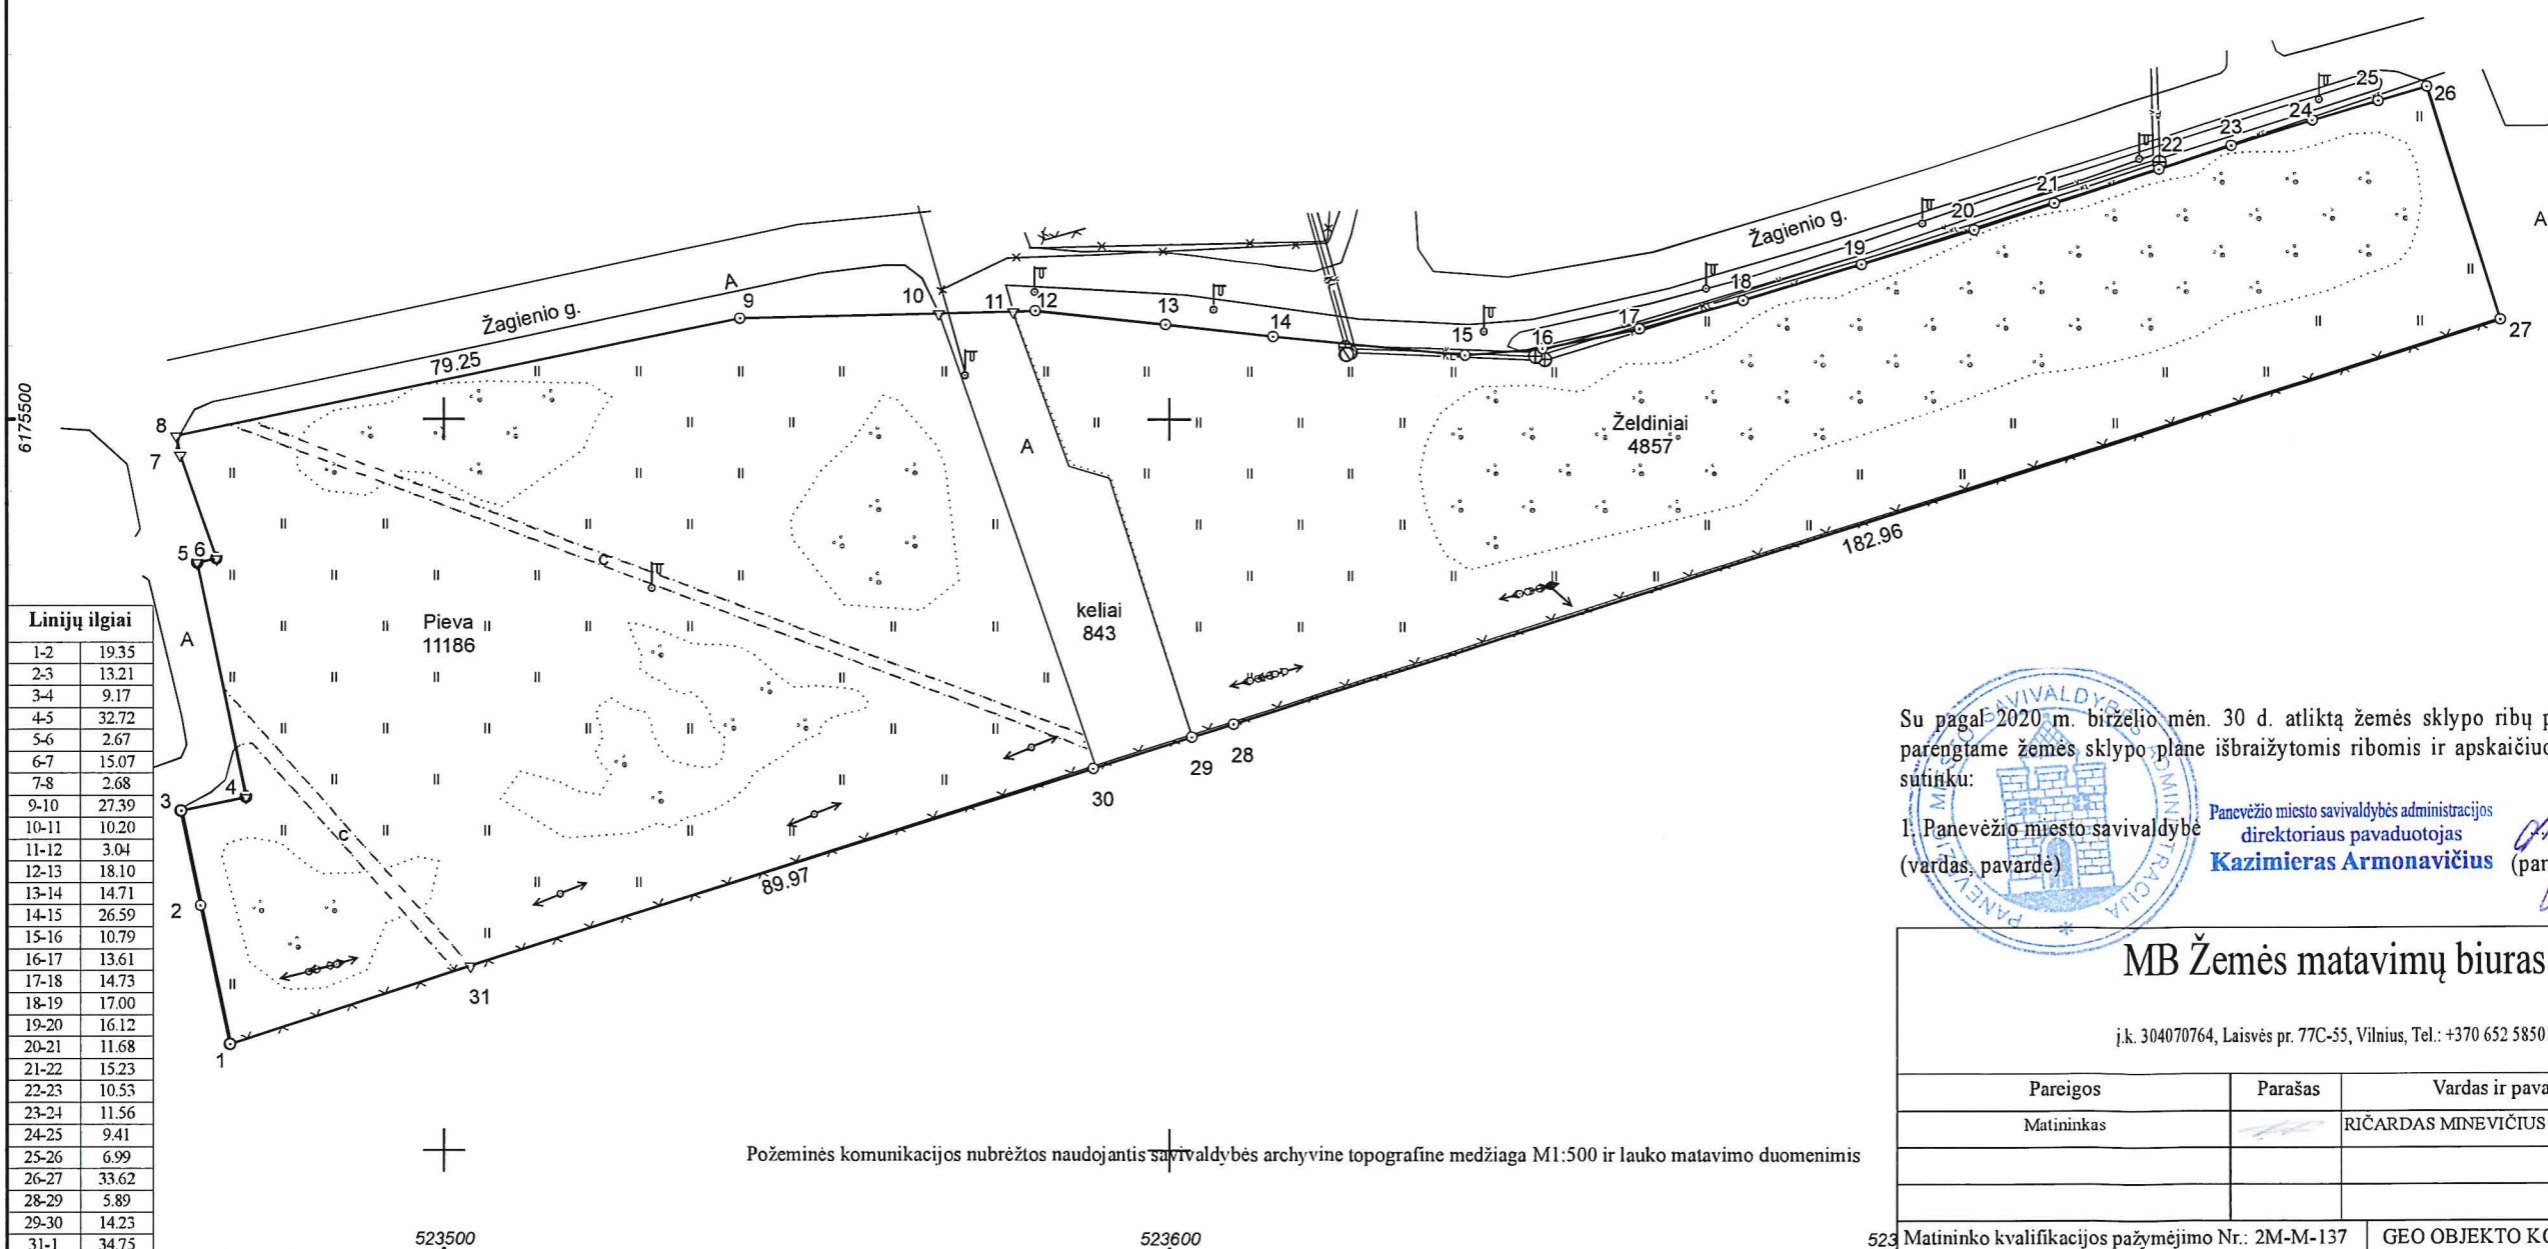 Žagienio g.
79.25
A
Žagienio g.
8
7
5 6
4
3
2
1
9
10
11
12
13
14
15
16
17
18
19
20
21
22
23
24
25
26
27
28
29
30
31
A
A
A
C
C
Pieva
11186
keliai
843
Želdiniai
4857
182.96
89.97
6175500
Linijų ilgiai
1-2 19.35
2-3 13.21
3-4 9.17
4-5 32.72
5-6 2.67
6-7 15.07
7-8 2.68
9-10 27.39
10-11 10.20
11-12 3.04
12-13 18.10
13-14 14.71
14-15 26.59
15-16 10.79
16-17 13.61
17-18 14.73
18-19 17.00
19-20 16.12
20-21 11.68
21-22 15.23
22-23 10.53
23-24 11.56
24-25 9.41
25-26 6.99
26-27 33.62
28-29 5.89
29-30 14.23
31-1 34.75
Su pagal 2020 m. birželio mėn. 30 d. atliktą žemės sklypo ribų p
parengtame žemės sklypo plane išbraižytomis ribomis ir apskaičiuo
sutinku:
1. Panevėžio miesto savivaldybė
(vardas, pavardė)
Panevėžio miesto savivaldybės administracijos
direktoriaus pavaduotojas
Kazimieras Armonavičius (par
PANEVĖŽIO MIESTO SAVIVALDYBĖS ADMINISTRACIJA
MB Žemės matavimų biuras
į.k. 304070764, Laisvės pr. 77C-55, Vilnius, Tel.: +370 652 5850
Pareigos Parašas Vardas ir pava
Matininkas RIČARDAS MINEVIČIUS
Matininko kvalifikacijos pažymėjimo Nr.: 2M-M-137 GEO OBJEKTO KO
Požeminės komunikacijos nubrėžtos naudojantis savivaldybės archyvine topografine medžiaga M1:500 ir lauko matavimo duomenimis
523500
523600
523